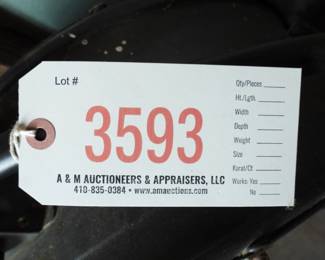 Lot #
3593
A & M AUCTIONEERS & APPRAISERS, LLC
410-835-0384 • www.amauctions.com
Qty/Pieces
Ht./Lgth.
Width
Depth
Weight
Size
Karat/Ct
Works: Yes
No